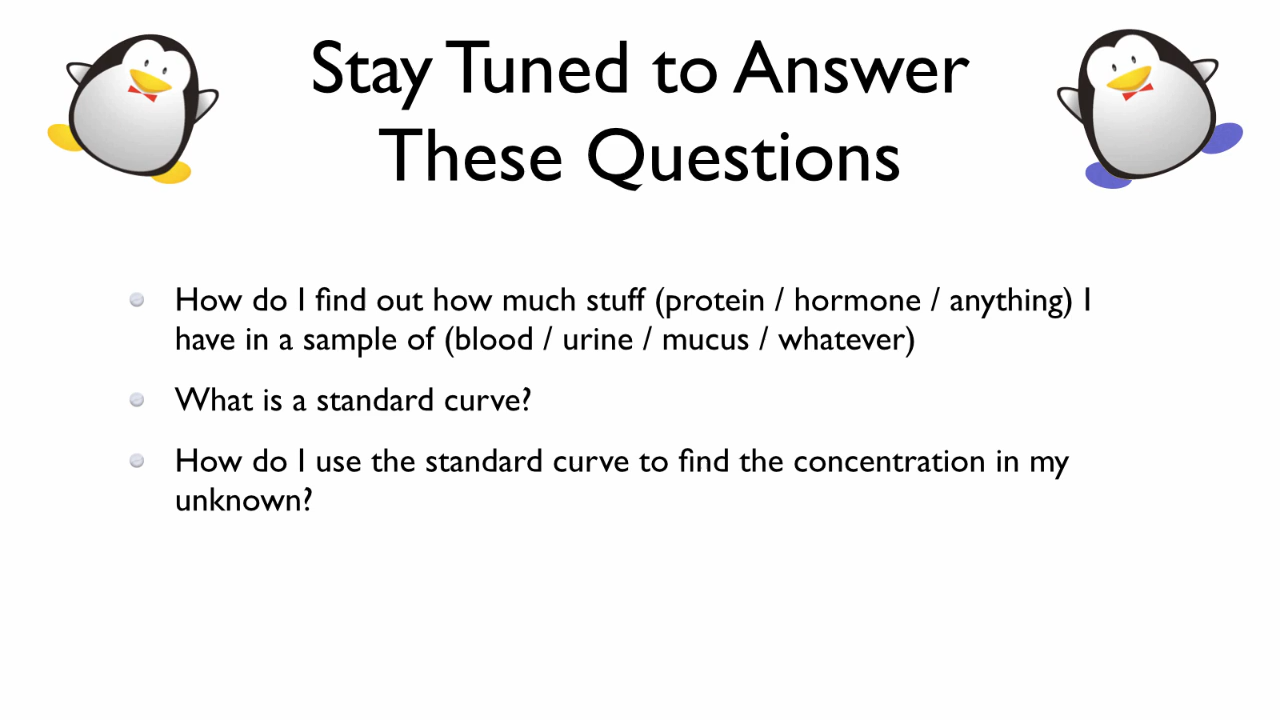 Stay Tuned to Answer
These Questions
How do I find out how much stuff (protein / hormone / anything) I
have in a sample of (blood / urine / mucus / whatever)
What is a standard curve?
How do I use the standard curve to find the concentration in my
unknown?